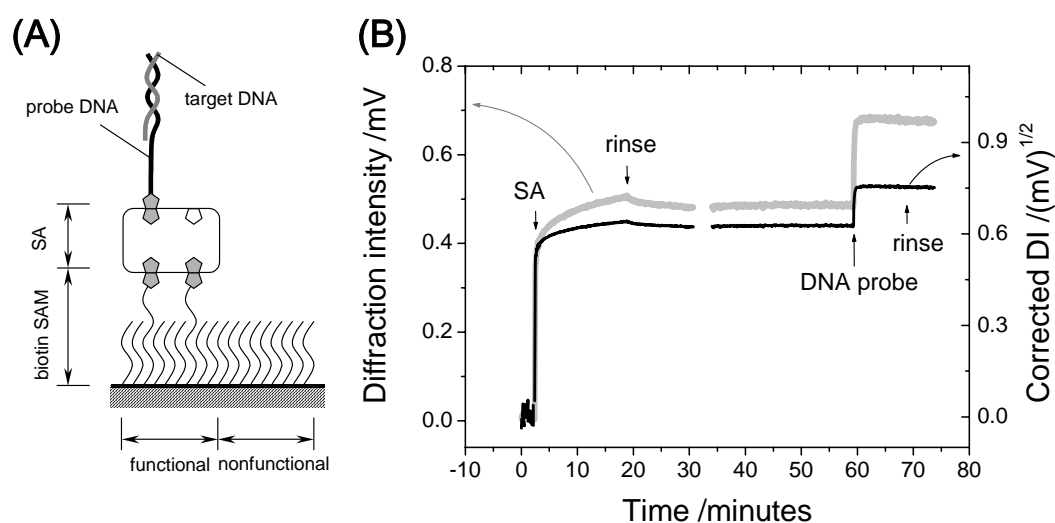 (A)
target DNA
probe DNA
SA
biotin SAM
functional
nonfunctional
(B)
Diffraction intensity /mV
0.8
0.6
0.4
0.2
0.0
SA
rinse
DNA probe
rinse
0.9
0.6
0.3
0.0
Corrected DI /(mV)1/2
-10 0 10 20 30 40 50 60 70 80
Time /minutes